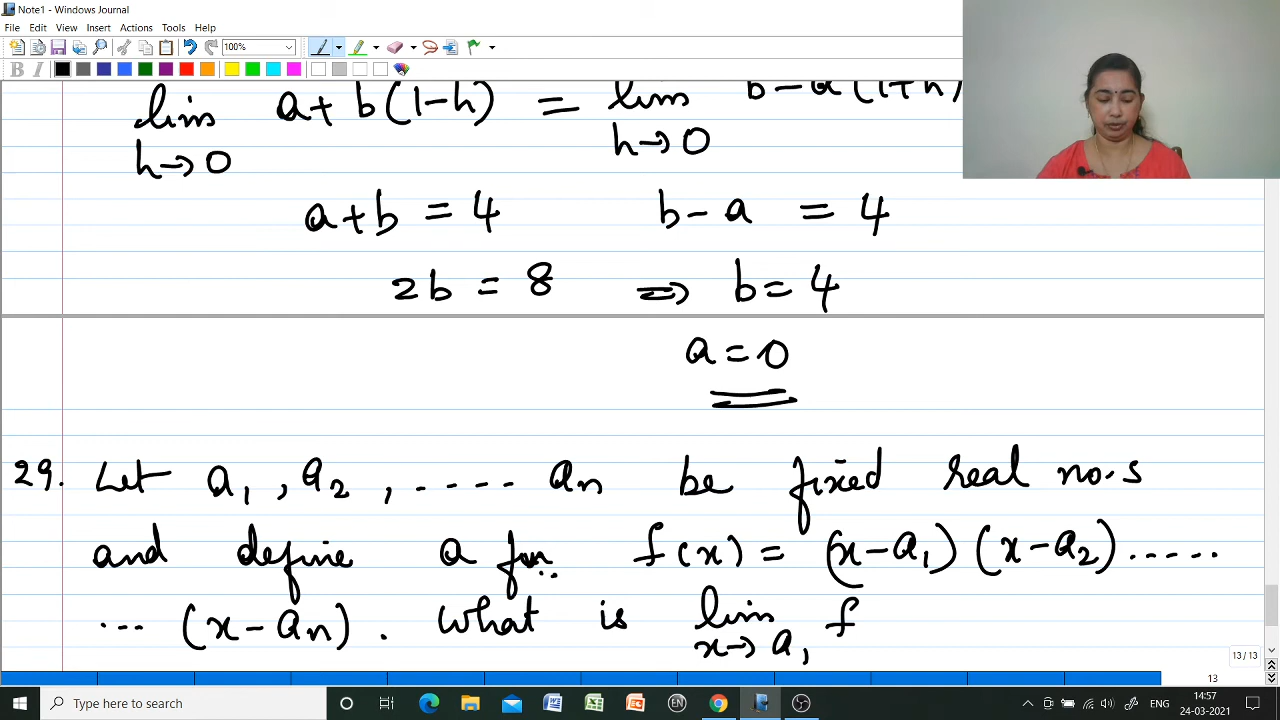 Note1 - Windows Journal
File Edit View Insert Actions Tools Help
100%
B I
lim a+b(1-h) = lim b-a(1+h)
h→0 h→0
a+b = 4 b-a = 4
2b = 8 ⇒ b=4
a=0
29. Let a₁, a₂, ..... an be fixed real no.s
and define a fn. f(x) = (x-a₁)(x-a₂).....
... (x-an). What is lim f
x→a₁
13/13
13
Type here to search
EN
ENG
14:57
24-03-2021